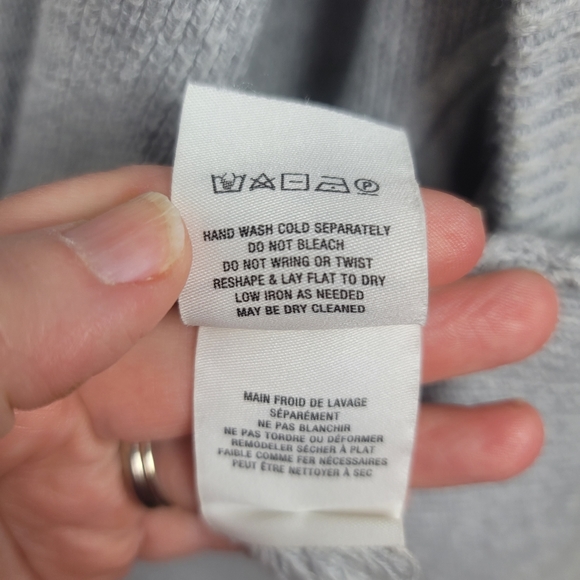 HAND WASH COLD SEPARATELY
DO NOT BLEACH
DO NOT WRING OR TWIST
RESHAPE & LAY FLAT TO DRY
LOW IRON AS NEEDED
MAY BE DRY CLEANED
MAIN FROID DE LAVAGE
SÉPARÉMENT
NE PAS BLANCHIR
NE PAS TORDRE OU DÉFORMER
REMODELER SÉCHER À PLAT
FAIBLE COMME FER NÉCESSAIRES
PEUT ÊTRE NETTOYER À SEC